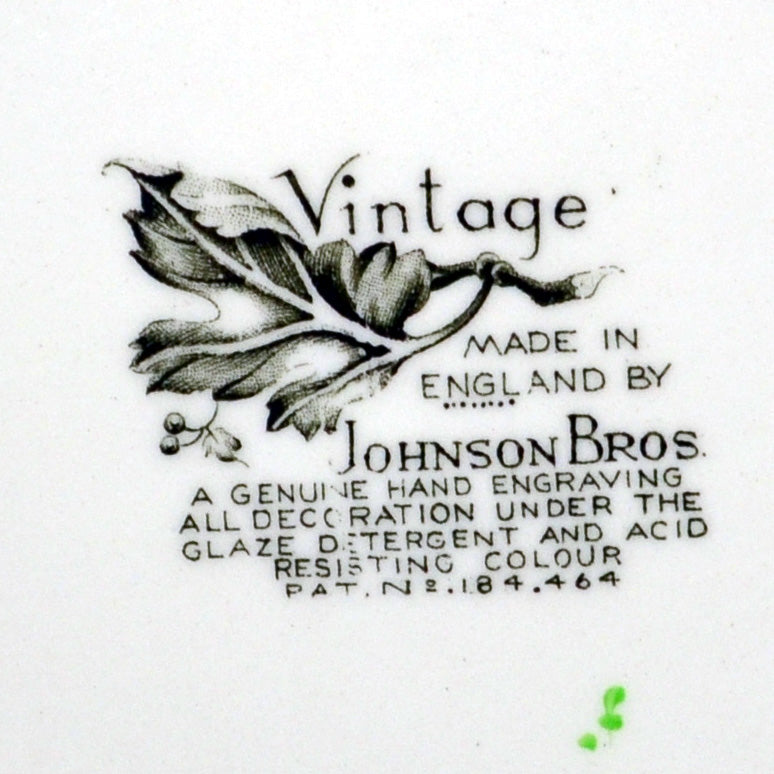 Vintage
MADE IN
ENGLAND BY
JOHNSON BROS.
A GENUINE HAND ENGRAVING
ALL DECORATION UNDER THE
GLAZE DETERGENT AND ACID
RESISTING COLOUR
PAT. Nº. 184.464